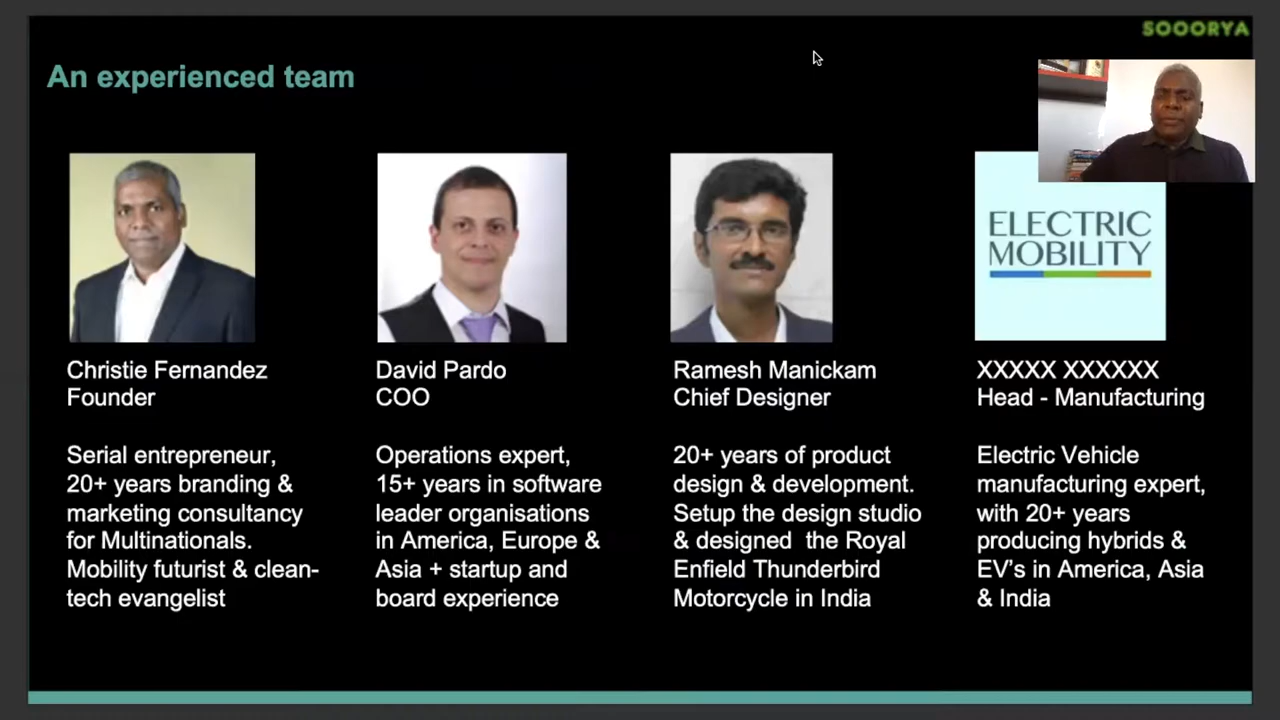 SOOORYA
An experienced team
ELECTRIC
MOBILITY
Christie Fernandez
Founder
Serial entrepreneur,
20+ years branding &
marketing consultancy
for Multinationals.
Mobility futurist & clean-
tech evangelist
David Pardo
COO
Operations expert,
15+ years in software
leader organisations
in America, Europe &
Asia + startup and
board experience
Ramesh Manickam
Chief Designer
20+ years of product
design & development.
Setup the design studio
& designed  the Royal
Enfield Thunderbird
Motorcycle in India
XXXXX XXXXXX
Head - Manufacturing
Electric Vehicle
manufacturing expert,
with 20+ years
producing hybrids &
EV's in America, Asia
& India